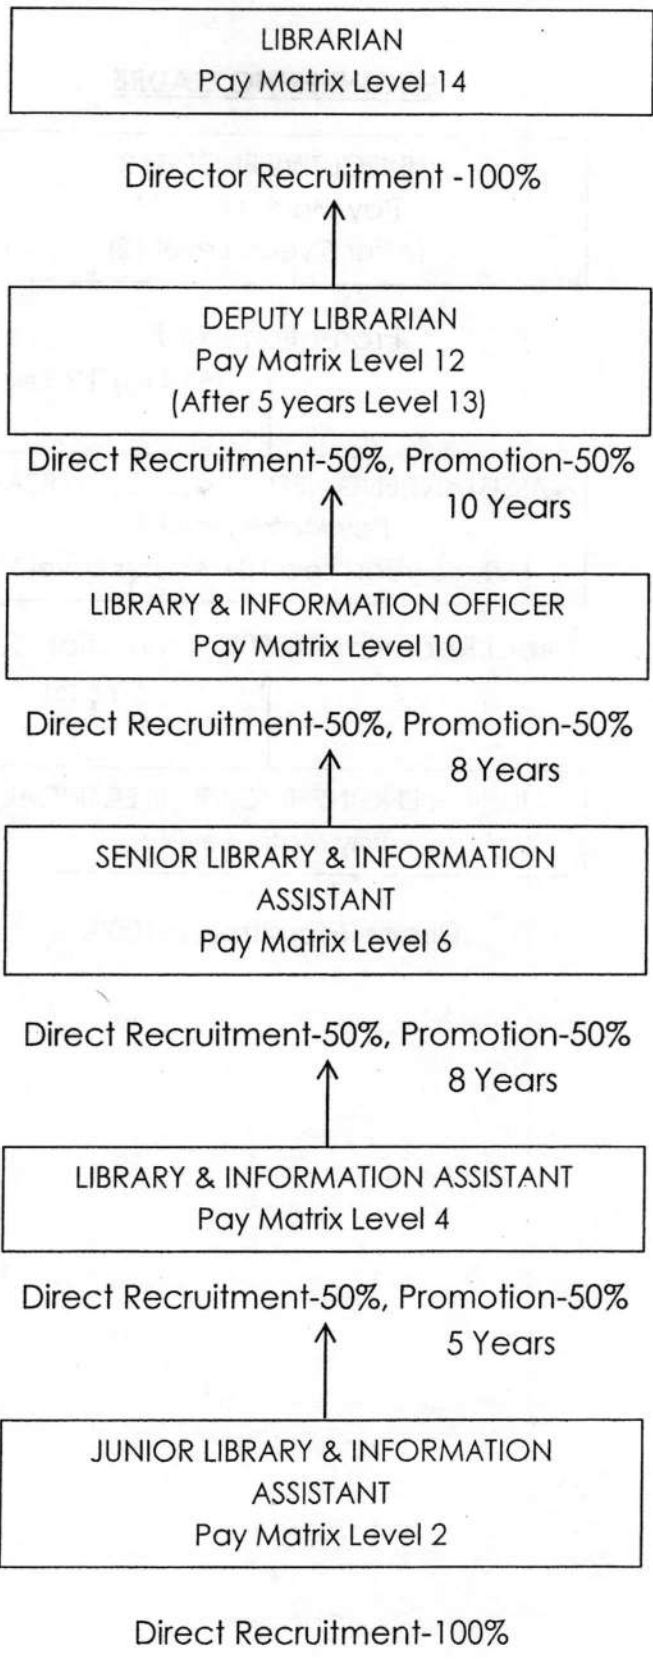 LIBRARIAN
Pay Matrix Level 14
Director Recruitment -100%
DEPUTY LIBRARIAN
Pay Matrix Level 12
(After 5 years Level 13)
Direct Recruitment-50%, Promotion-50%
10 Years
LIBRARY & INFORMATION OFFICER
Pay Matrix Level 10
Direct Recruitment-50%, Promotion-50%
8 Years
SENIOR LIBRARY & INFORMATION
ASSISTANT
Pay Matrix Level 6
Direct Recruitment-50%, Promotion-50%
8 Years
LIBRARY & INFORMATION ASSISTANT
Pay Matrix Level 4
Direct Recruitment-50%, Promotion-50%
5 Years
JUNIOR LIBRARY & INFORMATION
ASSISTANT
Pay Matrix Level 2
Direct Recruitment-100%